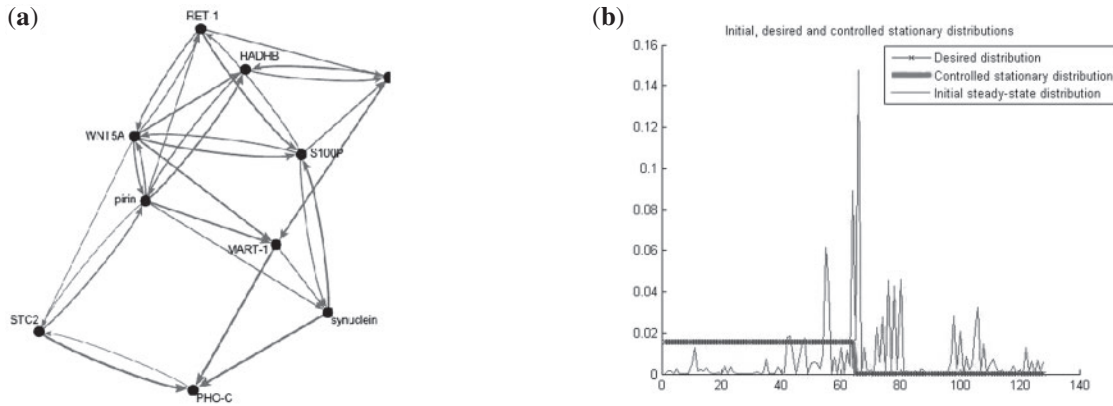 (a)
RET-1
HADHB
WNT5A
S100P
pirin
MART-1
STC2
synuclein
PHO-C
(b)
Initial, desired and controlled stationary distributions
0.16
0.14
0.12
0.1
0.08
0.06
0.04
0.02
0
Desired distribution
Controlled stationary distribution
Initial steady-state distribution
0 20 40 60 80 100 120 140